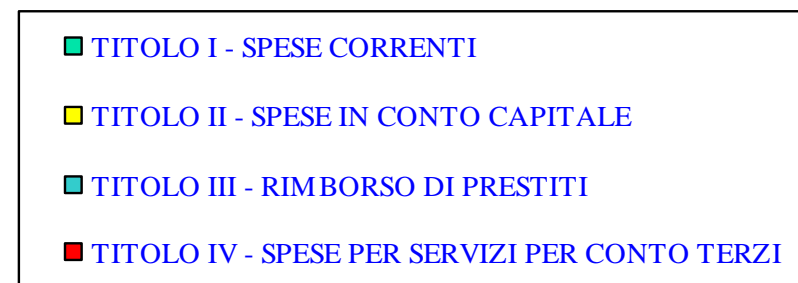 TITOLO I - SPESE CORRENTI
TITOLO II - SPESE IN CONTO CAPITALE
TITOLO III - RIMBORSO DI PRESTITI
TITOLO IV - SPESE PER SERVIZI PER CONTO TERZI